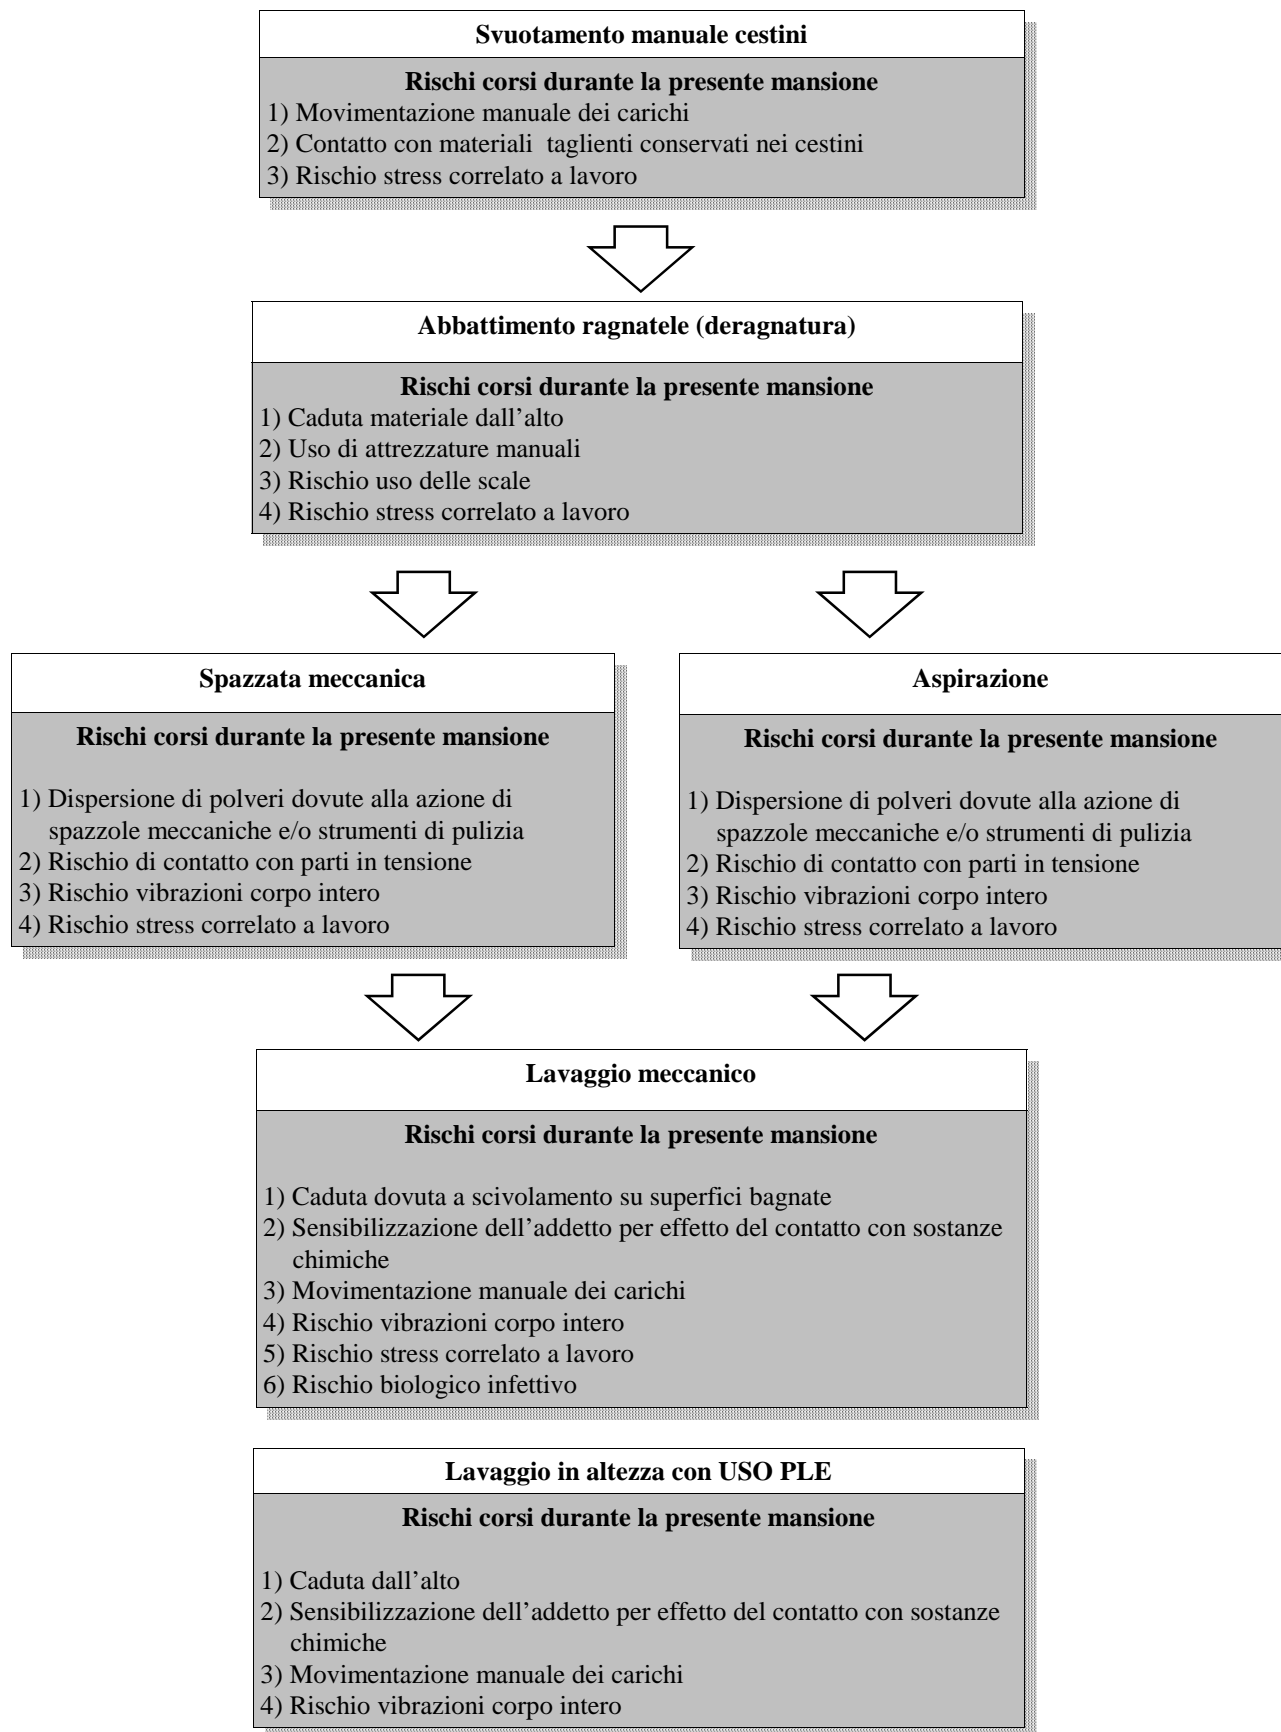 Svuotamento manuale cestini
Rischi corsi durante la presente mansione
1) Movimentazione manuale dei carichi
2) Contatto con materiali taglienti conservati nei cestini
3) Rischio stress correlato a lavoro
Abbattimento ragnatele (deragnatura)
Rischi corsi durante la presente mansione
1) Caduta materiale dall’alto
2) Uso di attrezzature manuali
3) Rischio uso delle scale
4) Rischio stress correlato a lavoro
Spazzata meccanica
Rischi corsi durante la presente mansione
1) Dispersione di polveri dovute alla azione di
spazzole meccaniche e/o strumenti di pulizia
2) Rischio di contatto con parti in tensione
3) Rischio vibrazioni corpo intero
4) Rischio stress correlato a lavoro
Aspirazione
Rischi corsi durante la presente mansione
1) Dispersione di polveri dovute alla azione di
spazzole meccaniche e/o strumenti di pulizia
2) Rischio di contatto con parti in tensione
3) Rischio vibrazioni corpo intero
4) Rischio stress correlato a lavoro
Lavaggio meccanico
Rischi corsi durante la presente mansione
1) Caduta dovuta a scivolamento su superfici bagnate
2) Sensibilizzazione dell’addetto per effetto del contatto con sostanze
chimiche
3) Movimentazione manuale dei carichi
4) Rischio vibrazioni corpo intero
5) Rischio stress correlato a lavoro
6) Rischio biologico infettivo
Lavaggio in altezza con USO PLE
Rischi corsi durante la presente mansione
1) Caduta dall’alto
2) Sensibilizzazione dell’addetto per effetto del contatto con sostanze
chimiche
3) Movimentazione manuale dei carichi
4) Rischio vibrazioni corpo intero